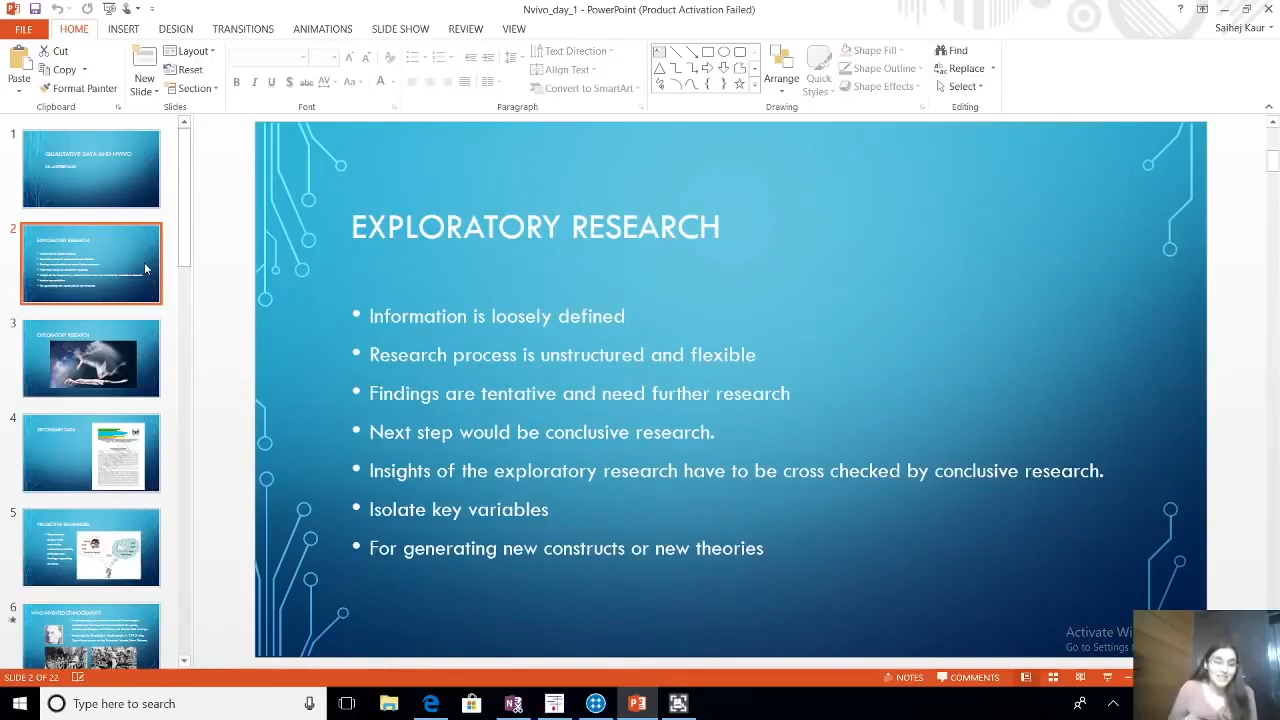 Nvivo_day_1 - PowerPoint (Product Activation Failed)
FILE HOME INSERT DESIGN TRANSITIONS ANIMATIONS SLIDE SHOW REVIEW VIEW
Saihej Kaur
Paste
Cut
Copy
Format Painter
Clipboard
New
Slide
Layout
Reset
Section
Slides
Font
Text Direction
Align Text
Convert to SmartArt
Paragraph
Arrange
Quick
Styles
Shape Fill
Shape Outline
Shape Effects
Drawing
Find
Replace
Select
Editing
1
QUALITATIVE DATA AND NVIVO
2
EXPLORATORY RESEARCH
3
EXPLORATORY RESEARCH
4
SECONDARY DATA
5
PROJECTIVE TECHNIQUES
6
WHO INVENTED ETHNOGRAPHY?
EXPLORATORY RESEARCH
• Information is loosely defined
• Research process is unstructured and flexible
• Findings are tentative and need further research
• Next step would be conclusive research.
• Insights of the exploratory research have to be cross checked by conclusive research.
• Isolate key variables
• For generating new constructs or new theories
Activate Wi
Go to Settings
SLIDE 2 OF 22
NOTES
COMMENTS
Type here to search